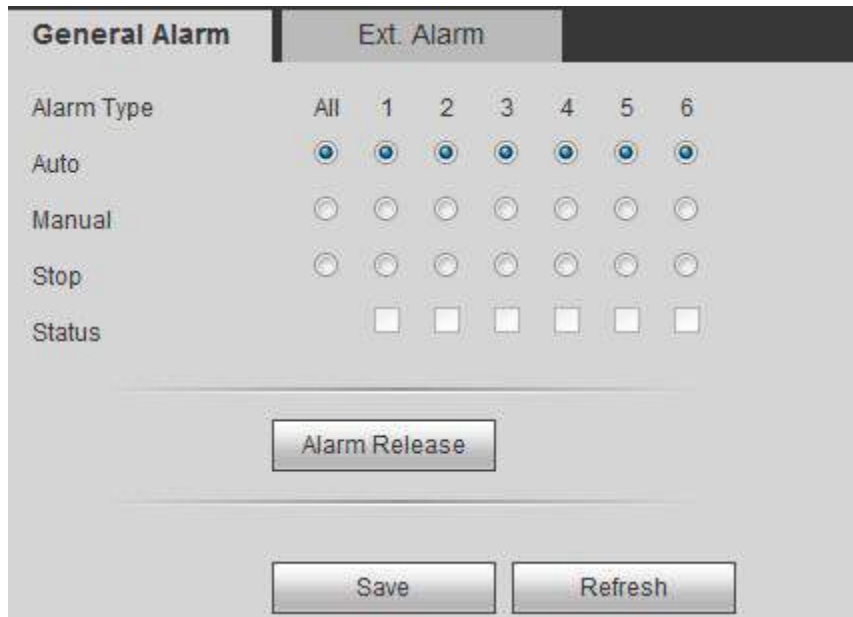 General Alarm Ext. Alarm
Alarm Type All 1 2 3 4 5 6
Auto
Manual
Stop
Status
Alarm Release
Save Refresh